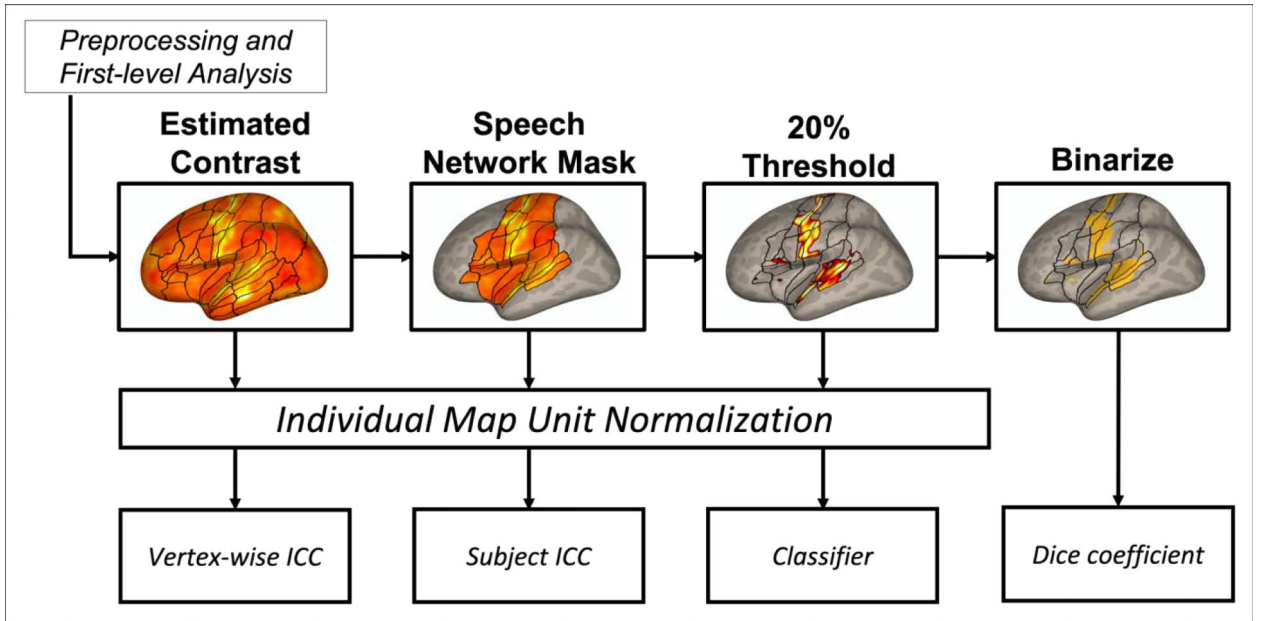 Preprocessing and
First-level Analysis
Estimated
Contrast
Speech
Network Mask
20%
Threshold
Binarize
Individual Map Unit Normalization
Vertex-wise ICC
Subject ICC
Classifier
Dice coefficient